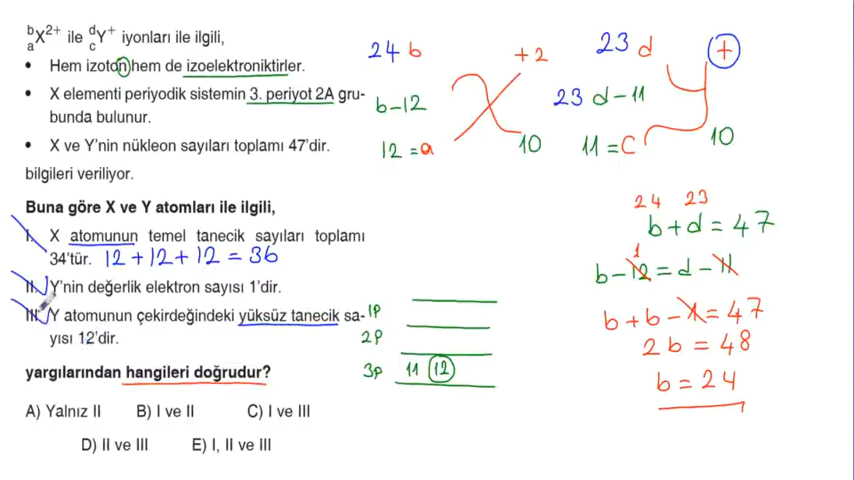 ᵇₐX²⁺ ile ᵈ꜀Y⁺ iyonları ile ilgili,
• Hem izoton hem de izoelektroniktirler.
• X elementi periyodik sistemin 3. periyot 2A gru-
bunda bulunur.
• X ve Y'nin nükleon sayıları toplamı 47'dir.
bilgileri veriliyor.
Buna göre X ve Y atomları ile ilgili,
I. X atomunun temel tanecik sayıları toplamı
34'tür. 12 + 12 + 12 = 36
II. Y'nin değerlik elektron sayısı 1'dir.
III. Y atomunun çekirdeğindeki yüksüz tanecik sa-
yısı 12'dir.
yargılarından hangileri doğrudur?
A) Yalnız II B) I ve II C) I ve III
D) II ve III E) I, II ve III
24 b +2
b-12 X
12 = a 10
23 d +
23 d-11 Y
11 = C 10
1p
2p
3p 11 12
24 23
b + d = 47
1
b - 12 = d - 11
b + b - 1 = 47
2b = 48
b = 24